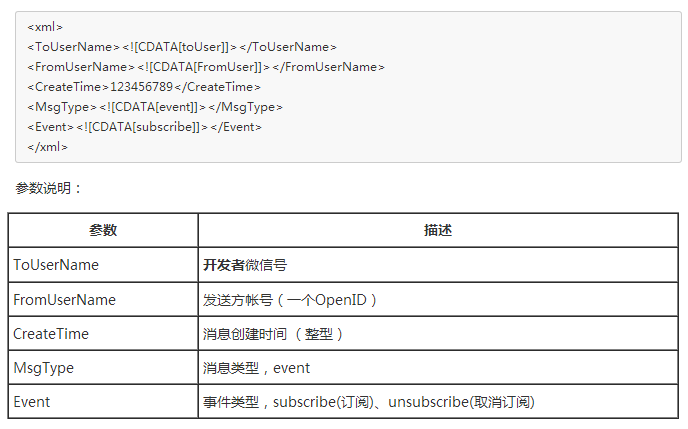 <xml>
<ToUserName><![CDATA[toUser]]></ToUserName>
<FromUserName><![CDATA[FromUser]]></FromUserName>
<CreateTime>123456789</CreateTime>
<MsgType><![CDATA[event]]></MsgType>
<Event><![CDATA[subscribe]]></Event>
</xml>
参数说明：
参数 描述
ToUserName 开发者微信号
FromUserName 发送方帐号（一个OpenID）
CreateTime 消息创建时间 （整型）
MsgType 消息类型，event
Event 事件类型，subscribe(订阅)、unsubscribe(取消订阅)